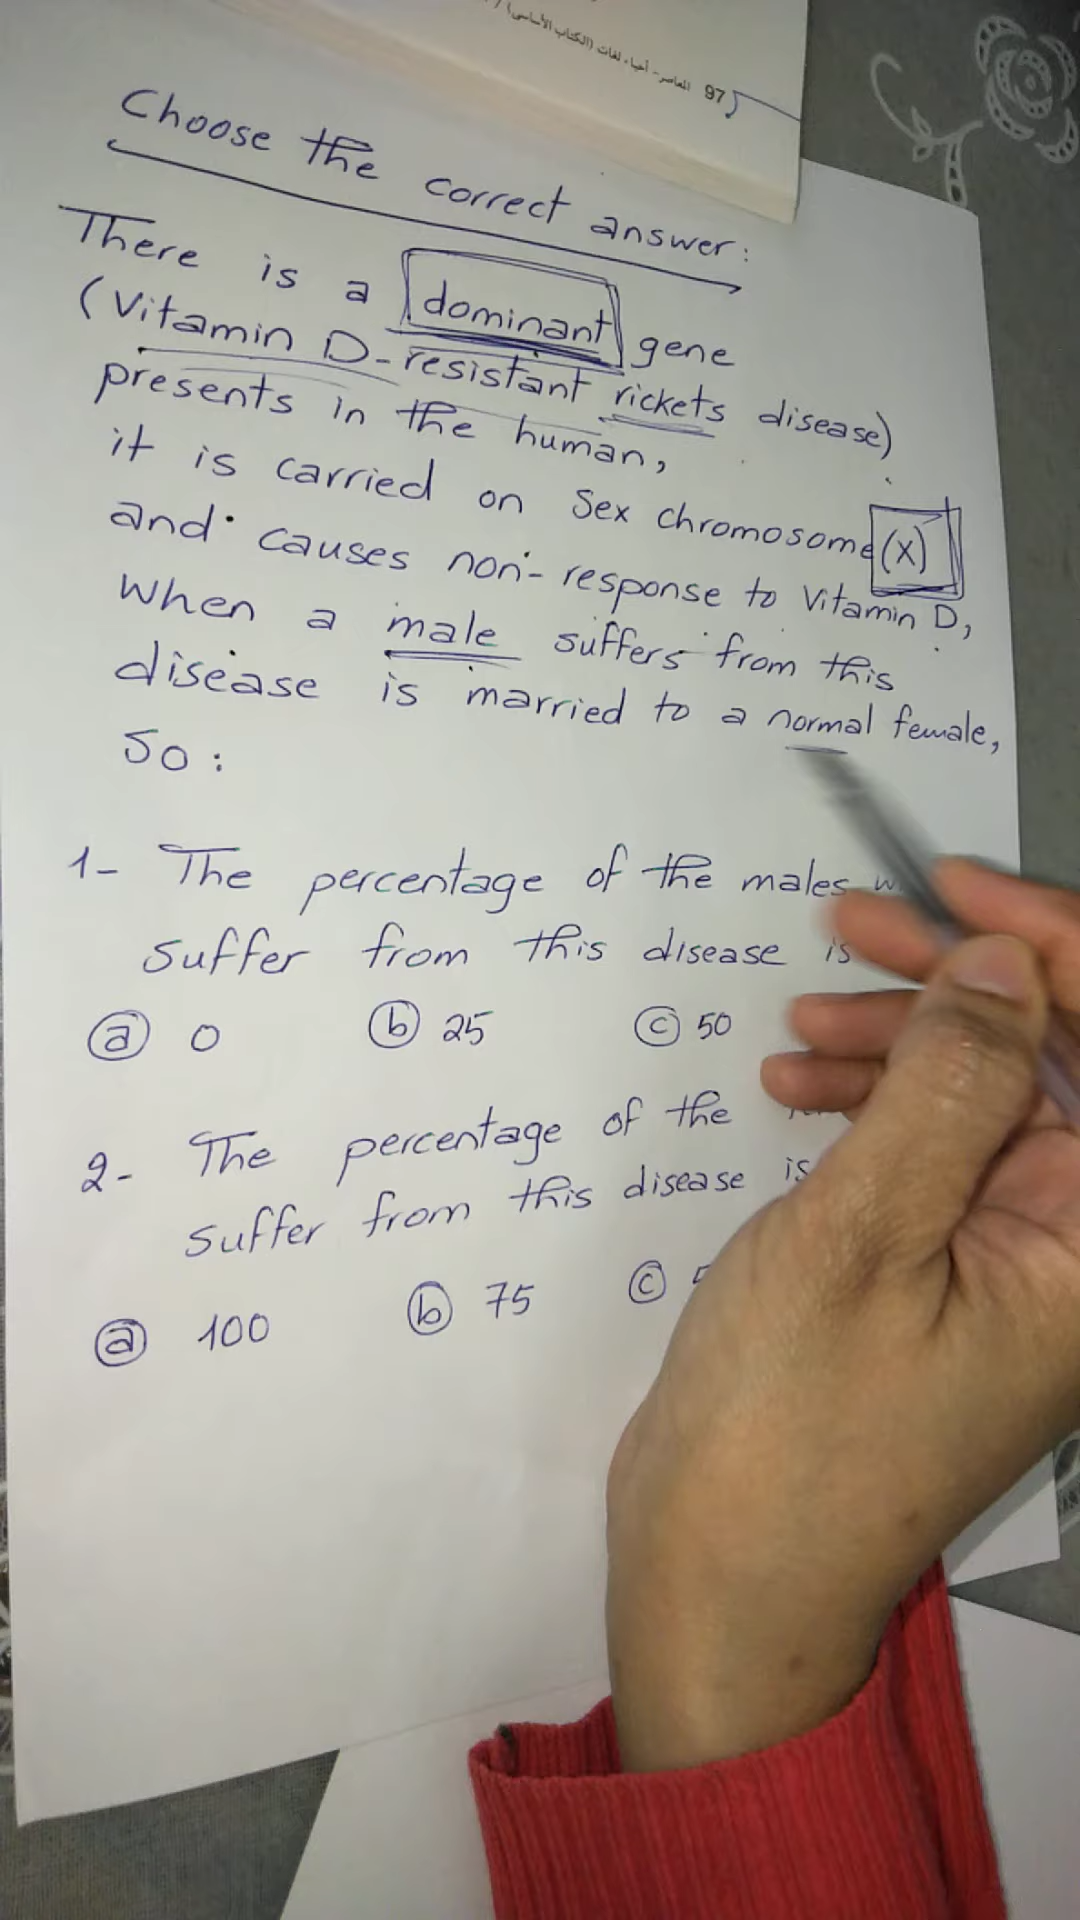 المعاصر - أحياء لغات (الكتاب الأساسى) / 97
Choose the correct answer:
There is a dominant gene
(Vitamin D-resistant rickets disease)
presents in the human,
it is carried on sex chromosome (X)
and causes non-response to Vitamin D,
when a male suffers from this
disease is married to a normal female,
so:
1- The percentage of the males
suffer from this disease is
a 0 b 25 c 50
2- The percentage of the
suffer from this disease is
a 100 b 75 c